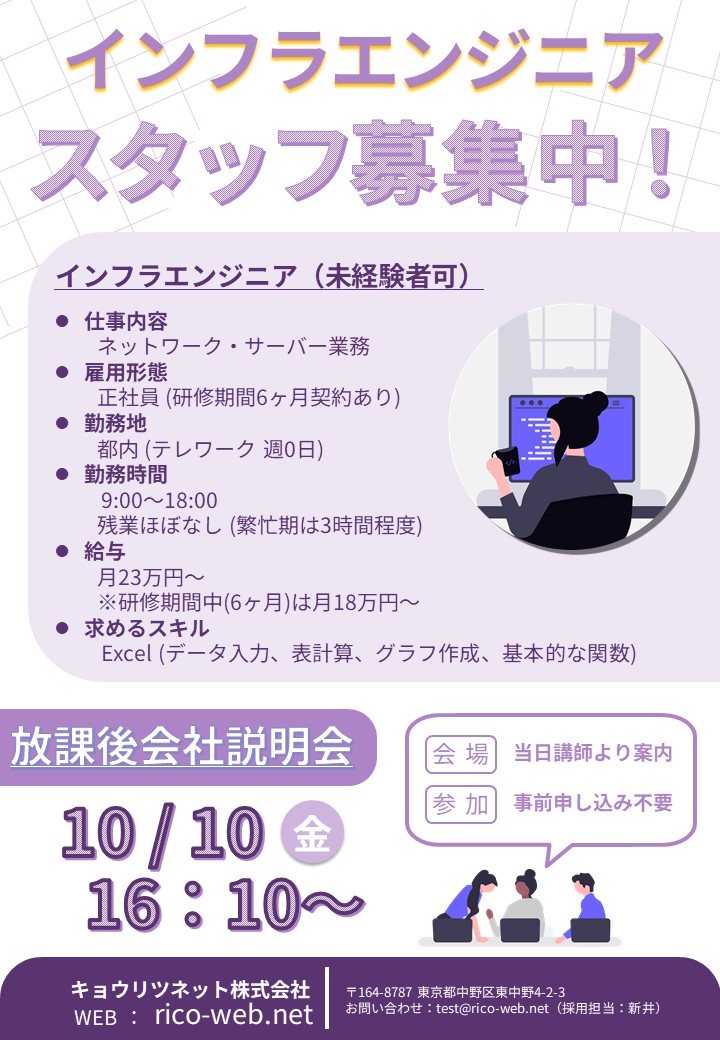 インフラエンジニア
スタッフ募集中！
インフラエンジニア（未経験者可）
● 仕事内容
ネットワーク・サーバー業務
● 雇用形態
正社員 (研修期間6ヶ月契約あり)
● 勤務地
都内 (テレワーク 週0日)
● 勤務時間
9:00～18:00
残業ほぼなし (繁忙期は3時間程度)
● 給与
月23万円～
※研修期間中(6ヶ月)は月18万円～
● 求めるスキル
Excel (データ入力、表計算、グラフ作成、基本的な関数)
放課後会社説明会
10 / 10 金
16：10～
会場 当日講師より案内
参加 事前申し込み不要
キョウリツネット株式会社
WEB ： rico-web.net
〒164-8787 東京都中野区東中野4-2-3
お問い合わせ：test@rico-web.net（採用担当：新井）